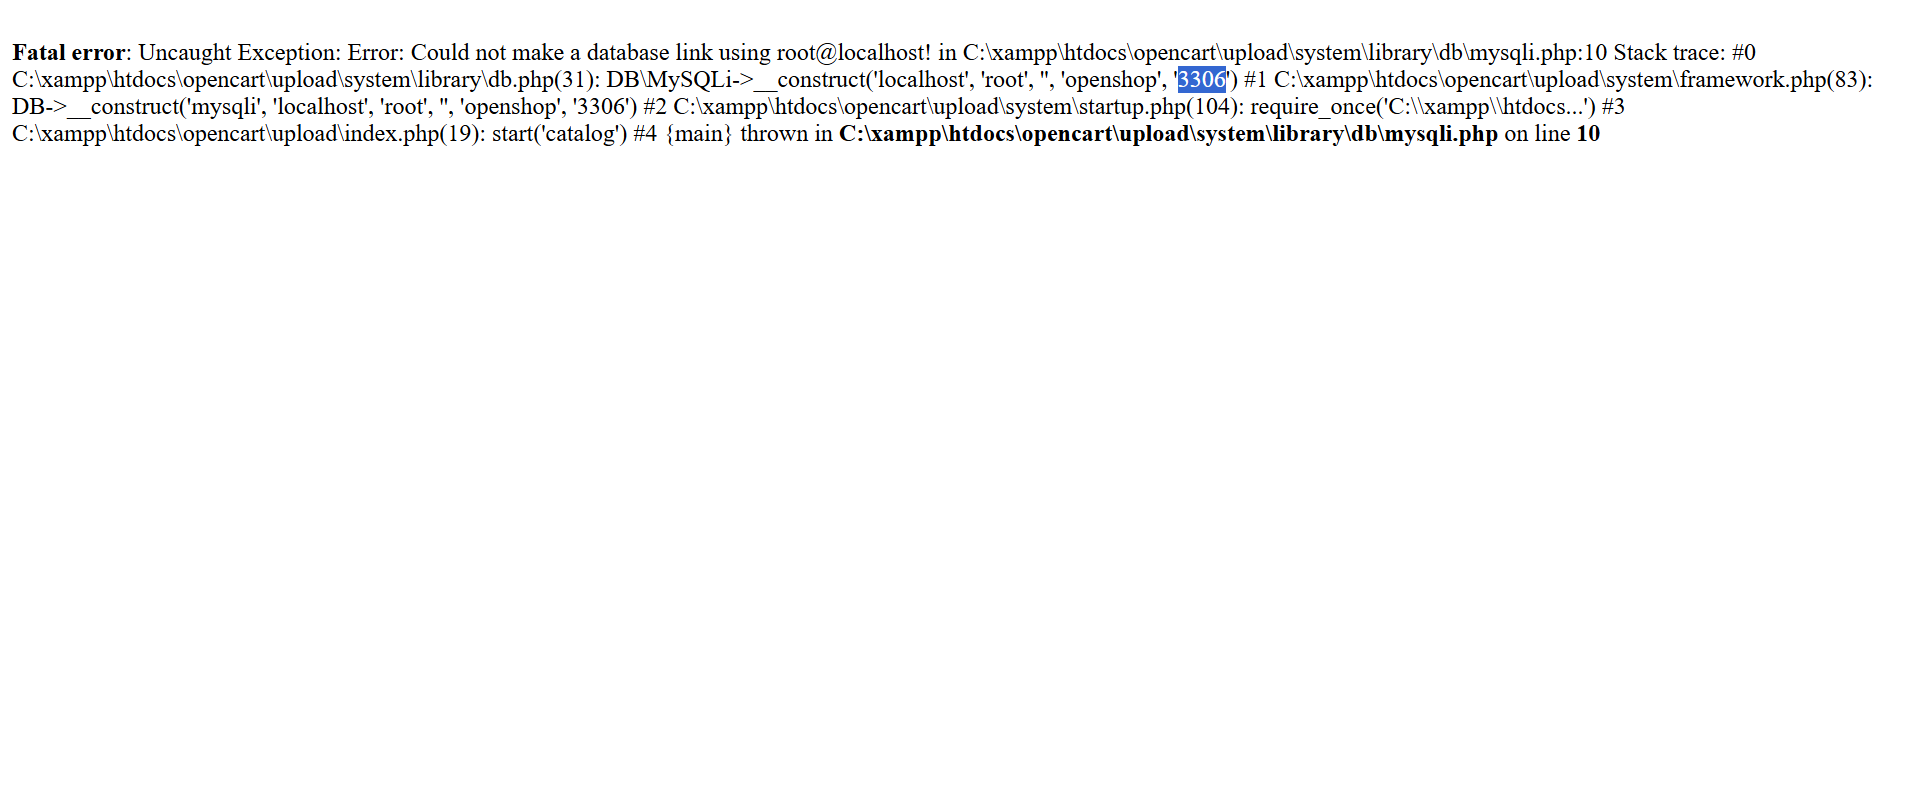 Fatal error: Uncaught Exception: Error: Could not make a database link using root@localhost! in C:\xampp\htdocs\opencart\upload\system\library\db\mysqli.php:10 Stack trace: #0
C:\xampp\htdocs\opencart\upload\system\library\db.php(31): DB\MySQLi->__construct('localhost', 'root', '', 'openshop', '3306') #1 C:\xampp\htdocs\opencart\upload\system\framework.php(83):
DB->__construct('mysqli', 'localhost', 'root', '', 'openshop', '3306') #2 C:\xampp\htdocs\opencart\upload\system\startup.php(104): require_once('C:\\xampp\\htdocs...') #3
C:\xampp\htdocs\opencart\upload\index.php(19): start('catalog') #4 {main} thrown in C:\xampp\htdocs\opencart\upload\system\library\db\mysqli.php on line 10